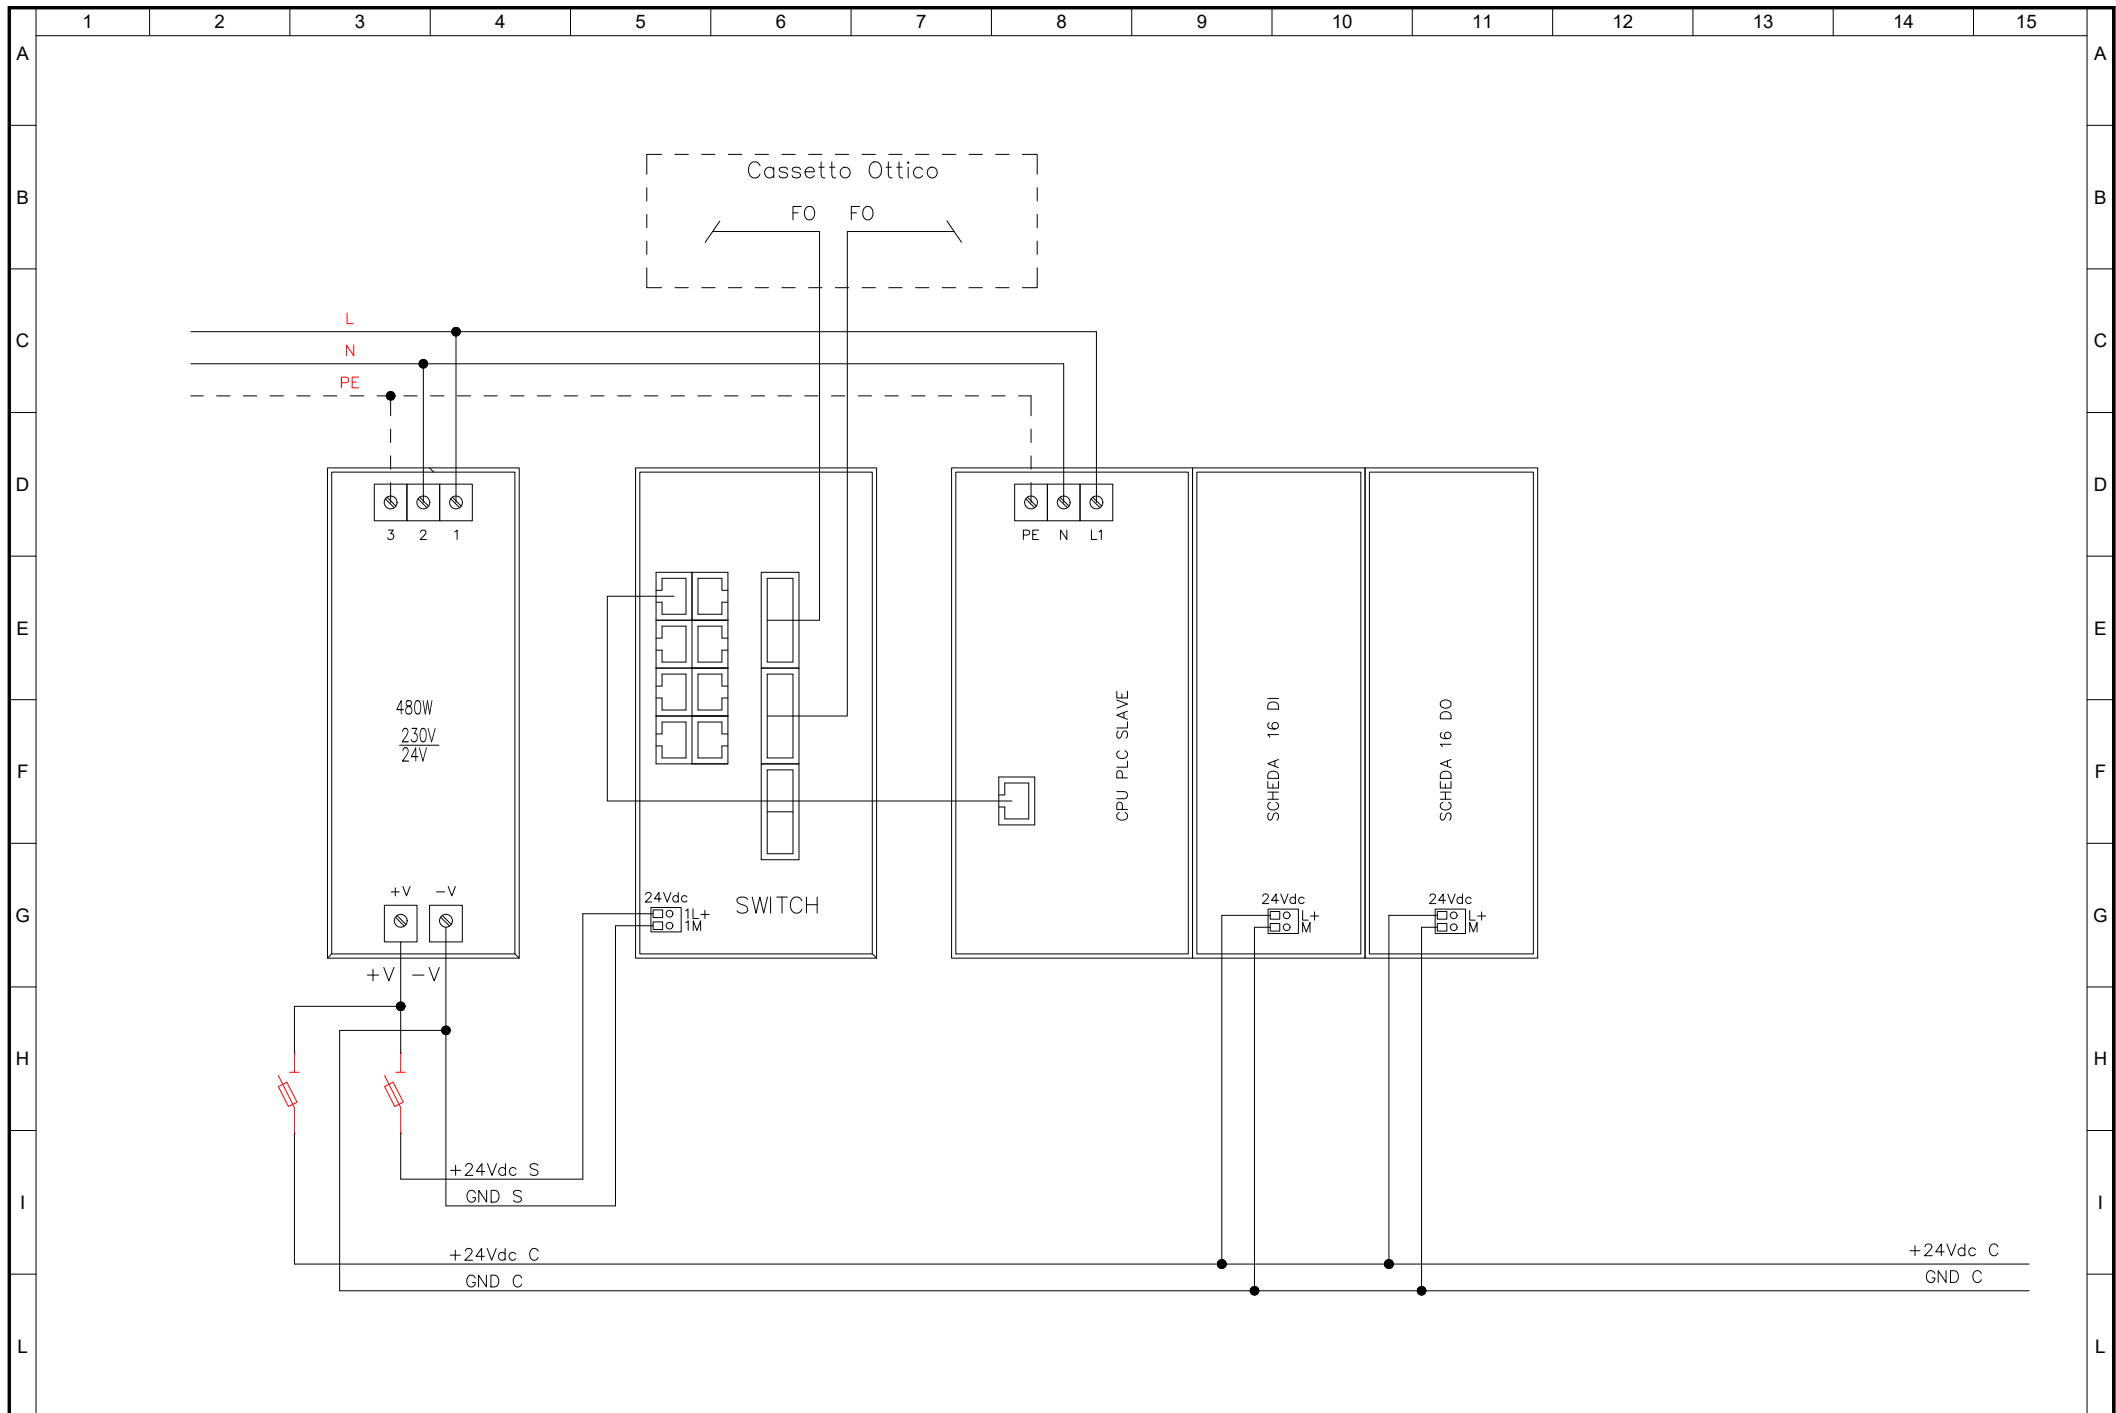 1 2 3 4 5 6 7 8 9 10 11 12 13 14 15
A A
B B
Cassetto Ottico
FO FO
C C
L
N
PE
D D
3 2 1
PE N L1
E E
480W
230V
24V
F F
CPU PLC SLAVE
SCHEDA 16 DI
SCHEDA 16 DO
G G
+V -V
24Vdc
1L+
1M
SWITCH
24Vdc
L+
M
24Vdc
L+
M
+V -V
H H
I I
+24Vdc S
GND S
+24Vdc C
GND C
+24Vdc C
GND C
L L